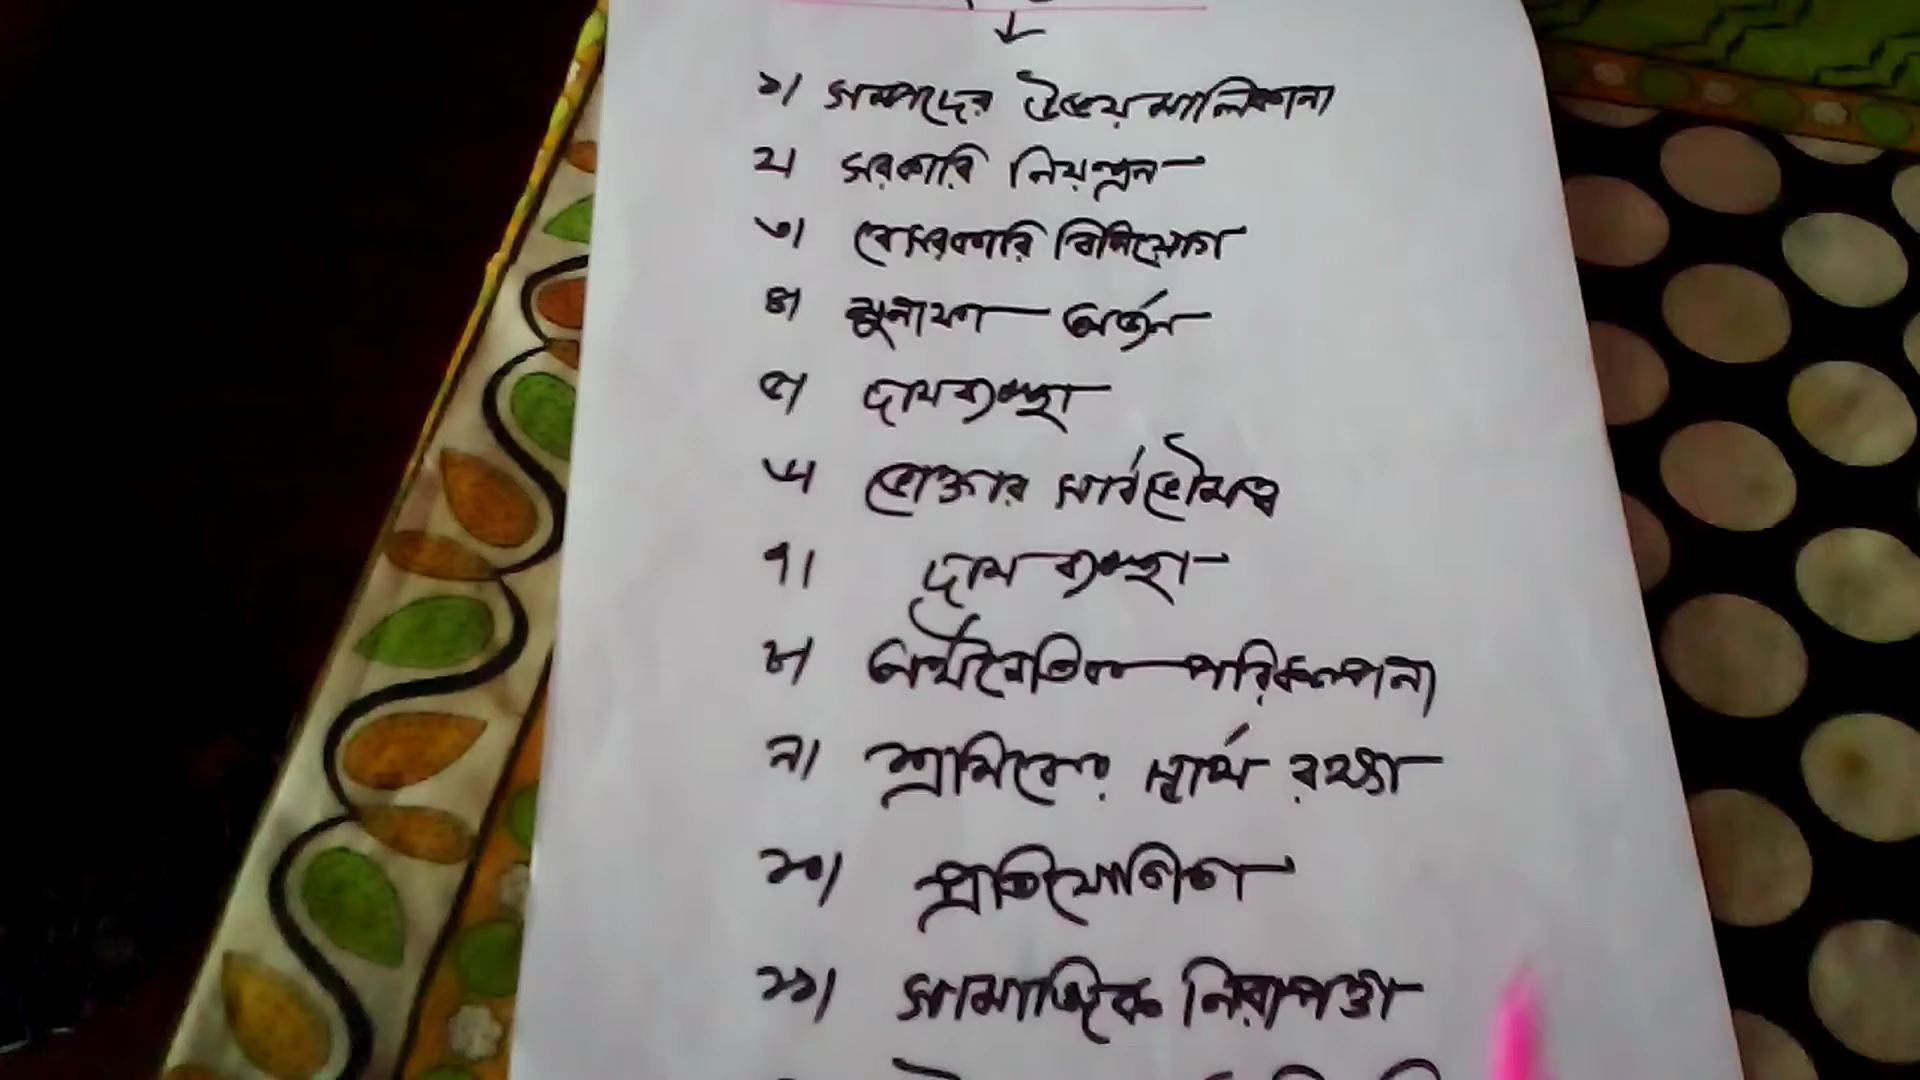 ১। সম্পদের উভয় মালিকানা
২। সরকারি নিয়ন্ত্রন
৩। বেসরকারি বিনিয়োগ
৪। মুনাফা অর্জন
৫। দামব্যবস্থা
৬। ভোক্তার সার্বভৌমত্ব
৭। দাম ব্যবস্থা
৮। অর্থনৈতিক পরিকল্পনা
৯। শ্রমিকের স্বার্থ রক্ষা
১০। প্রতিযোগিতা
১১। সামাজিক নিরাপত্তা